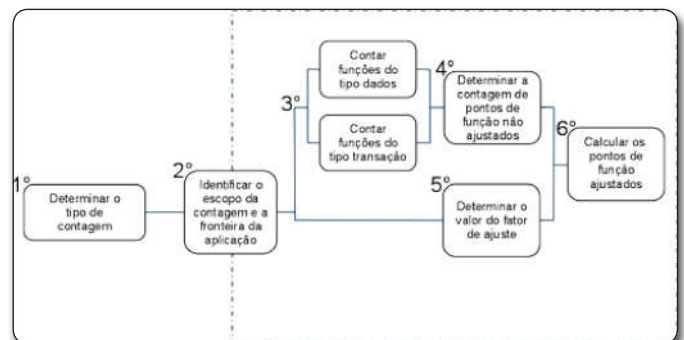 1°
Determinar o
tipo de
contagem
2°
Identificar o
escopo da
contagem e a
fronteira da
aplicação
3°
Contar
funções do
tipo dados
Contar
funções do
tipo transação
4°
Determinar a
contagem de
pontos de
função não
ajustados
5°
Determinar o
valor do fator
de ajuste
6°
Calcular os
pontos de
função
ajustados